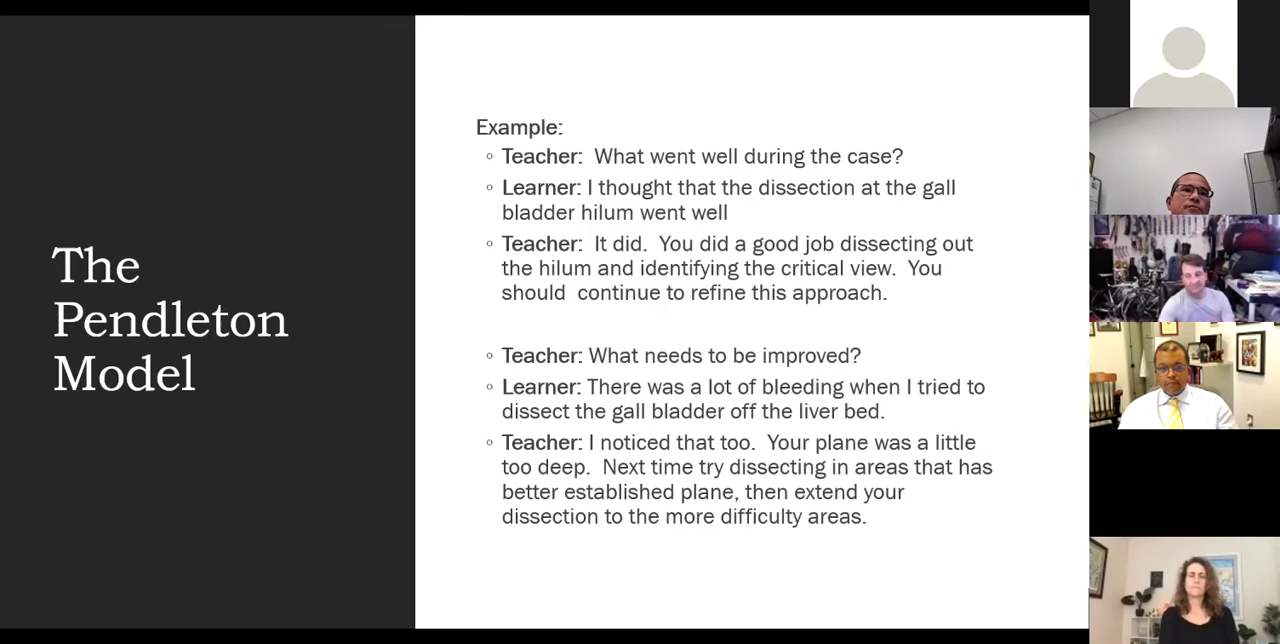 The
Pendleton
Model
Example:
◦ Teacher:  What went well during the case?
◦ Learner: I thought that the dissection at the gall
bladder hilum went well
◦ Teacher:  It did.  You did a good job dissecting out
the hilum and identifying the critical view.  You
should  continue to refine this approach.
◦ Teacher: What needs to be improved?
◦ Learner: There was a lot of bleeding when I tried to
dissect the gall bladder off the liver bed.
◦ Teacher: I noticed that too.  Your plane was a little
too deep.  Next time try dissecting in areas that has
better established plane, then extend your
dissection to the more difficulty areas.